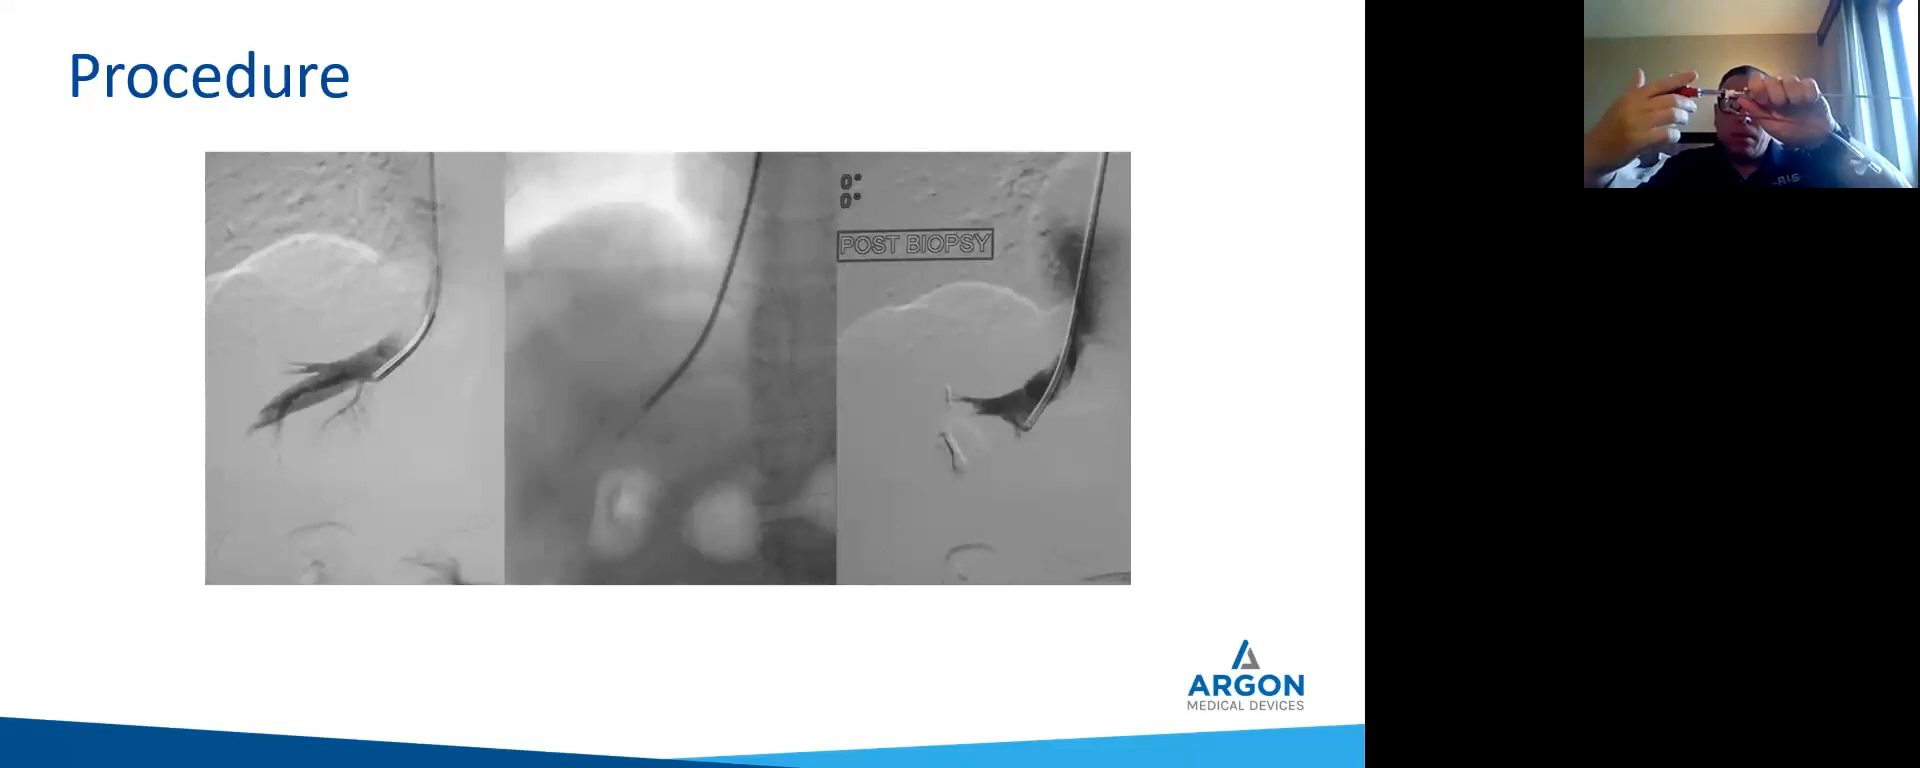 Procedure
0°
0°
POST BIOPSY
ARGON
MEDICAL DEVICES